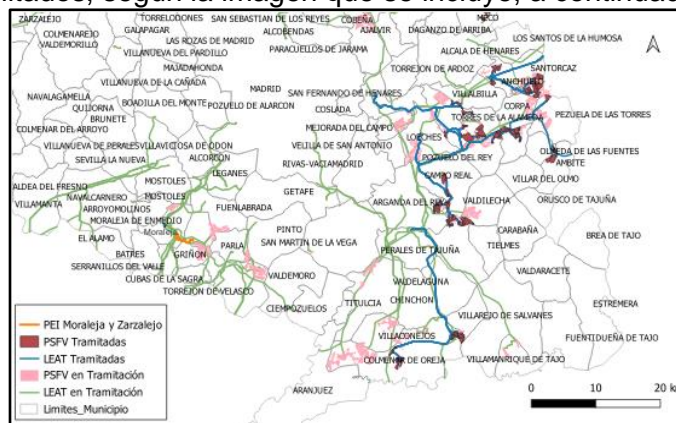 itadas, según la imagen que se incluye, a continuac
ZARZALEJO TORRELODONES SAN SEBASTIAN DE LOS REYES COBEÑA MECO
COLMENAREJO GALAPAGAR ALCOBENDAS AJALVIR DAGANZO DE ARRIBA LOS SANTOS DE LA HUMOSA
VALDEMORILLO LAS ROZAS DE MADRID PARACUELLOS DE JARAMA ALCALA DE HENARES
VILLANUEVA DEL PARDILLO
MAJADAHONDA TORREJON DE ARDOZ SANTORCAZ
VILLANUEVA DE LA CAÑADA MADRID SAN FERNANDO DE HENARES VILLALBILLA ANCHUELO
NAVALAGAMELLA BOADILLA DEL MONTE POZUELO DE ALARCON COSLADA CORPA
QUIJORNA BRUNETE MEJORADA DEL CAMPO TORRES DE LA ALAMEDA PEZUELA DE LAS TORRES
COLMENAR DEL ARROYO LOECHES
VILLANUEVA DE PERALES VILLAVICIOSA DE ODON VELILLA DE SAN ANTONIO POZUELO DEL REY OLMEDA DE LAS FUENTES
SEVILLA LA NUEVA ALCORCÓN RIVAS-VACIAMADRID AMBITE
LEGANES CAMPO REAL VILLAR DEL OLMO
ALDEA DEL FRESNO MOSTOLES GETAFE
NAVALCARNERO MOSTOLES ARGANDA DEL REY VALDILECHA ORUSCO DE TAJUÑA
VILLAMANTA ARROYOMOLINOS FUENLABRADA
MORALEJA DE ENMEDIO PINTO CARABAÑA
Moraleja PARLA SAN MARTIN DE LA VEGA PERALES DE TAJUÑA TIELMES BREA DE TAJO
EL ALAMO BATRES GRIÑON
SERRANILLOS DEL VALLE VALDEMORO VALDELAGUNA VALDARACETE
CUBAS DE LA SAGRA
TORREJON DE VELASCO TITULCIA CHINCHON ESTREMERA
CIEMPOZUELOS VILLAREJO DE SALVANES
VILLACONEJOS FUENTIDUEÑA DE TAJO
COLMENAR DE OREJA VILLAMANRIQUE DE TAJO
ARANJUEZ
PEI Moraleja y Zarzalejo
PSFV Tramitadas
LEAT Tramitadas
PSFV en Tramitación
LEAT en Tramitación
Limites_Municipio
0 10 20 k